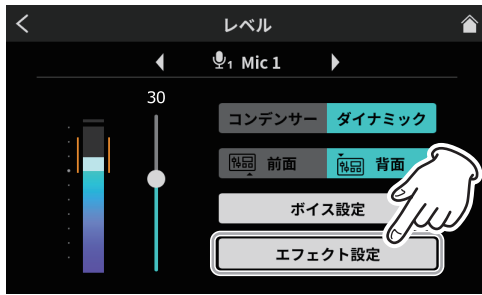 レベル
1 Mic 1
30
コンデンサー ダイナミック
前面 背面
ボイス設定
エフェクト設定